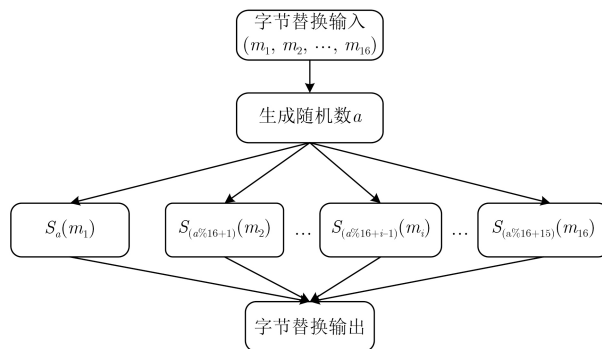 字节替换输入
(m₁, m₂, …, m₁₆)
生成随机数a
Sₐ(m₁)
S₍ₐ%₁₆₊₁₎(m₂)
…
S₍ₐ%₁₆₊ᵢ₋₁₎(mᵢ)
…
S₍ₐ%₁₆₊₁₅₎(m₁₆)
字节替换输出